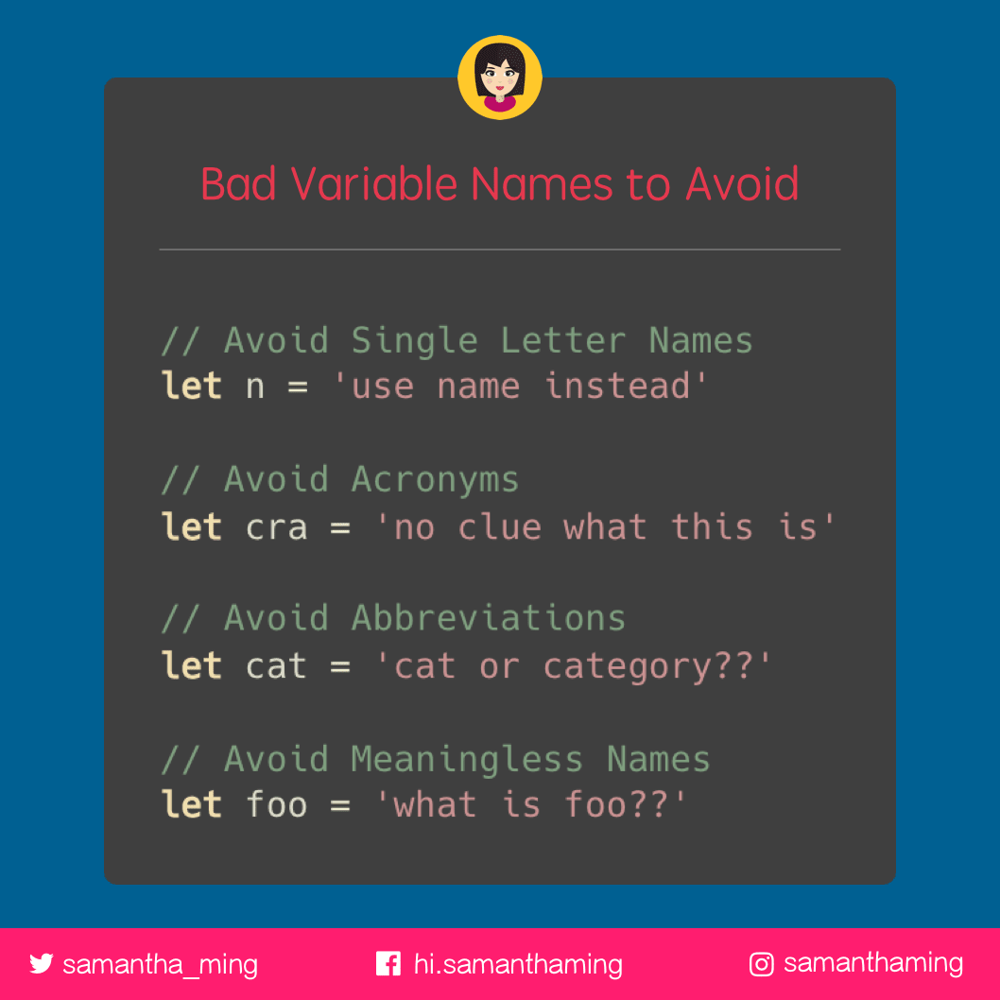 Bad Variable Names to Avoid
// Avoid Single Letter Names
let n = 'use name instead'
// Avoid Acronyms
let cra = 'no clue what this is'
// Avoid Abbreviations
let cat = 'cat or category??'
// Avoid Meaningless Names
let foo = 'what is foo??'
samantha_ming
hi.samanthaming
samanthaming